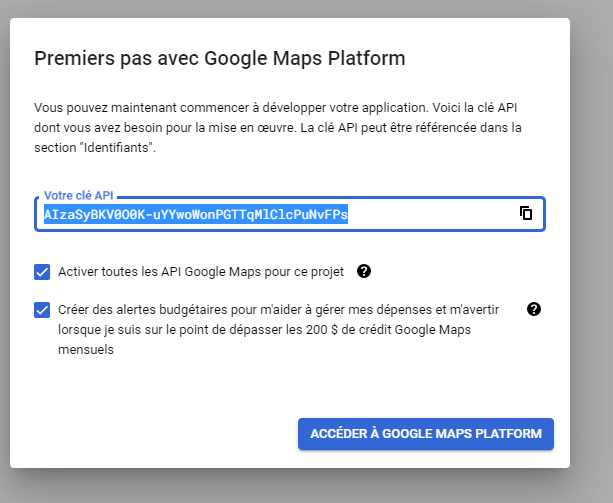 Premiers pas avec Google Maps Platform
Vous pouvez maintenant commencer à développer votre application. Voici la clé API
dont vous avez besoin pour la mise en œuvre. La clé API peut être référencée dans la
section "Identifiants".
Votre clé API
AIzaSyBKV0O0K-uYYwoWonPGTTqMlClcPuNvFPs
Activer toutes les API Google Maps pour ce projet
Créer des alertes budgétaires pour m'aider à gérer mes dépenses et m'avertir
lorsque je suis sur le point de dépasser les 200 $ de crédit Google Maps
mensuels
ACCÉDER À GOOGLE MAPS PLATFORM